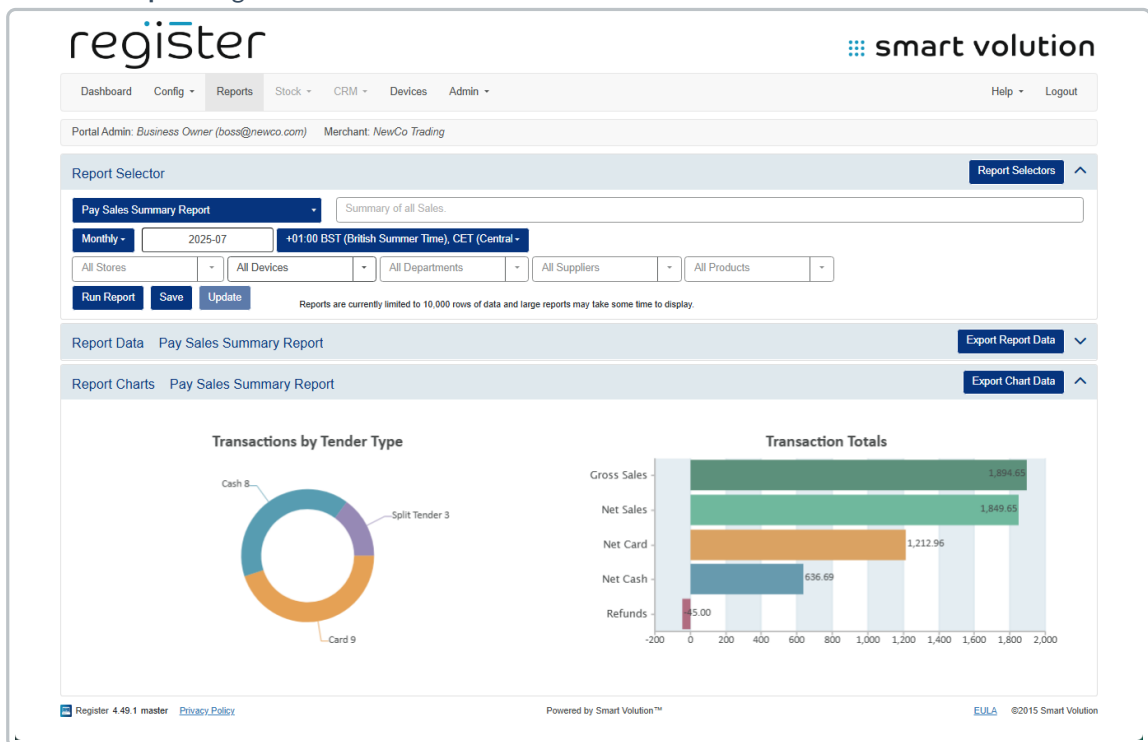 register
smart volution
Dashboard Config Reports Stock CRM Devices Admin Help Logout
Portal Admin: Business Owner (boss@newco.com) Merchant: NewCo Trading
Report Selector Report Selectors
Pay Sales Summary Report Summary of all Sales.
Monthly 2025-07 +01:00 BST (British Summer Time), CET (Central
All Stores All Devices All Departments All Suppliers All Products
Run Report Save Update Reports are currently limited to 10,000 rows of data and large reports may take some time to display.
Report Data Pay Sales Summary Report Export Report Data
Report Charts Pay Sales Summary Report Export Chart Data
Transactions by Tender Type
Cash 8
Split Tender 3
Card 9
Transaction Totals
Gross Sales 1,894.65
Net Sales 1,849.65
Net Card 1,212.96
Net Cash 636.69
Refunds -45.00
-200 0 200 400 600 800 1,000 1,200 1,400 1,600 1,800 2,000
Register 4.49.1 master Privacy Policy Powered by Smart Volution™ EULA ©2015 Smart Volution